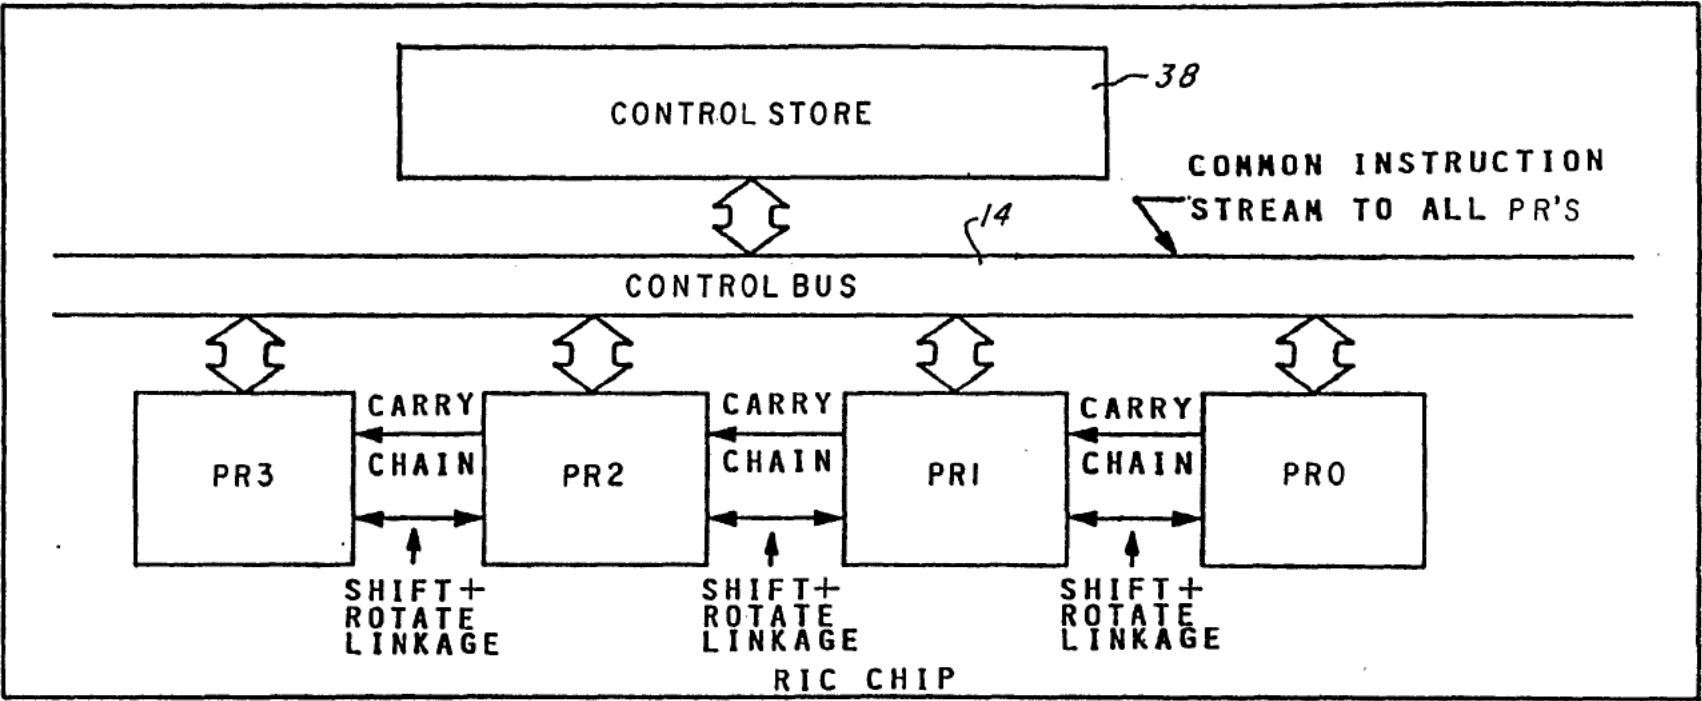 CONTROL STORE
38
COMMON INSTRUCTION
STREAM TO ALL PR'S
14
CONTROL BUS
PR3
CARRY
CHAIN
PR2
CARRY
CHAIN
PR1
CARRY
CHAIN
PR0
SHIFT+
ROTATE
LINKAGE
SHIFT+
ROTATE
LINKAGE
SHIFT+
ROTATE
LINKAGE
RIC CHIP